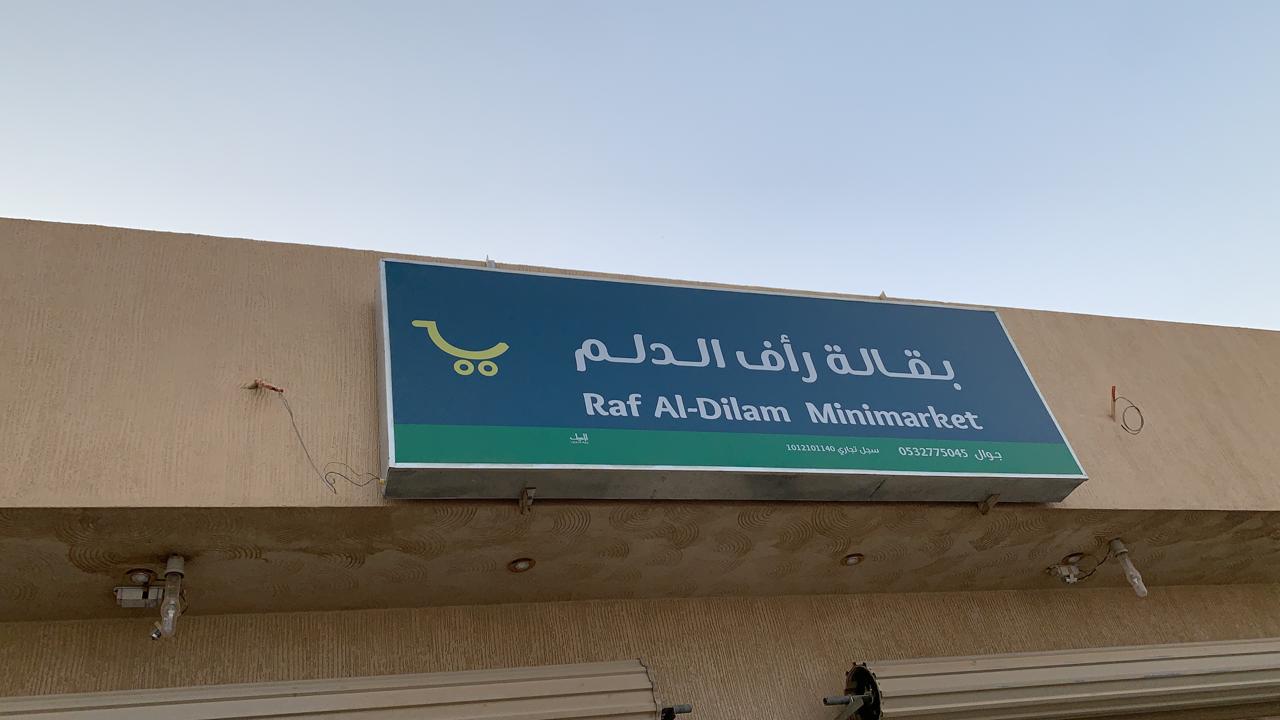 بقالة رأف الدلم
Raf Al-Dilam Minimarket
جوال 0532775045 سجل تجاري 1012101140